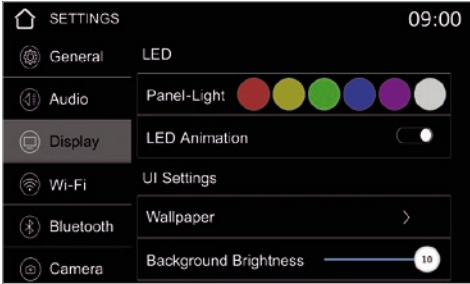 SETTINGS
09:00
General
Audio
Display
Wi-Fi
Bluetooth
Camera
LED
Panel-Light
LED Animation
UI Settings
Wallpaper
Background Brightness
10